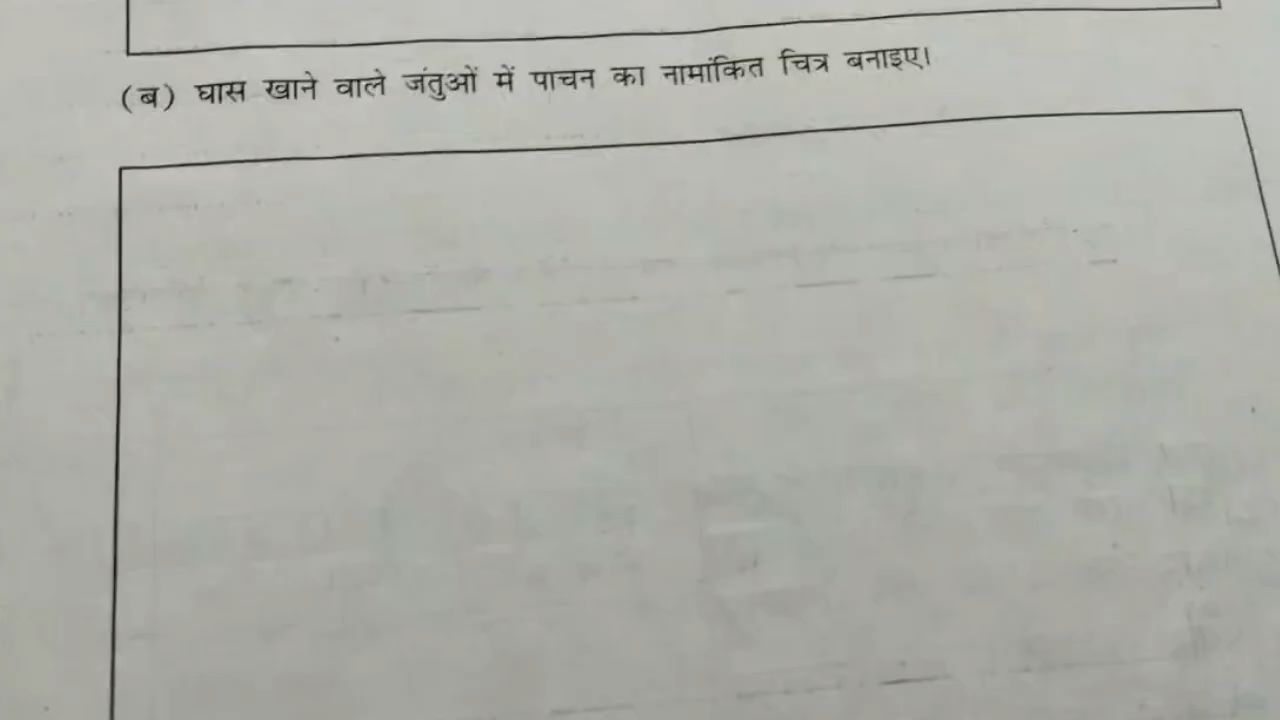 (ब) घास खाने वाले जंतुओं में पाचन का नामांकित चित्र बनाइए।